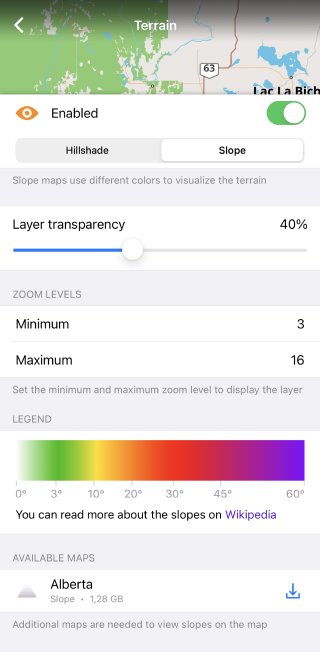 Terrain
63
Lac La Bich
Enabled
Hillshade
Slope
Slope maps use different colors to visualize the terrain
Layer transparency
40%
ZOOM LEVELS
Minimum
3
Maximum
16
Set the minimum and maximum zoom level to display the layer
LEGEND
0° 3° 10° 20° 30° 45° 60°
You can read more about the slopes on Wikipedia
AVAILABLE MAPS
Alberta
Slope • 1,28 GB
Additional maps are needed to view slopes on the map